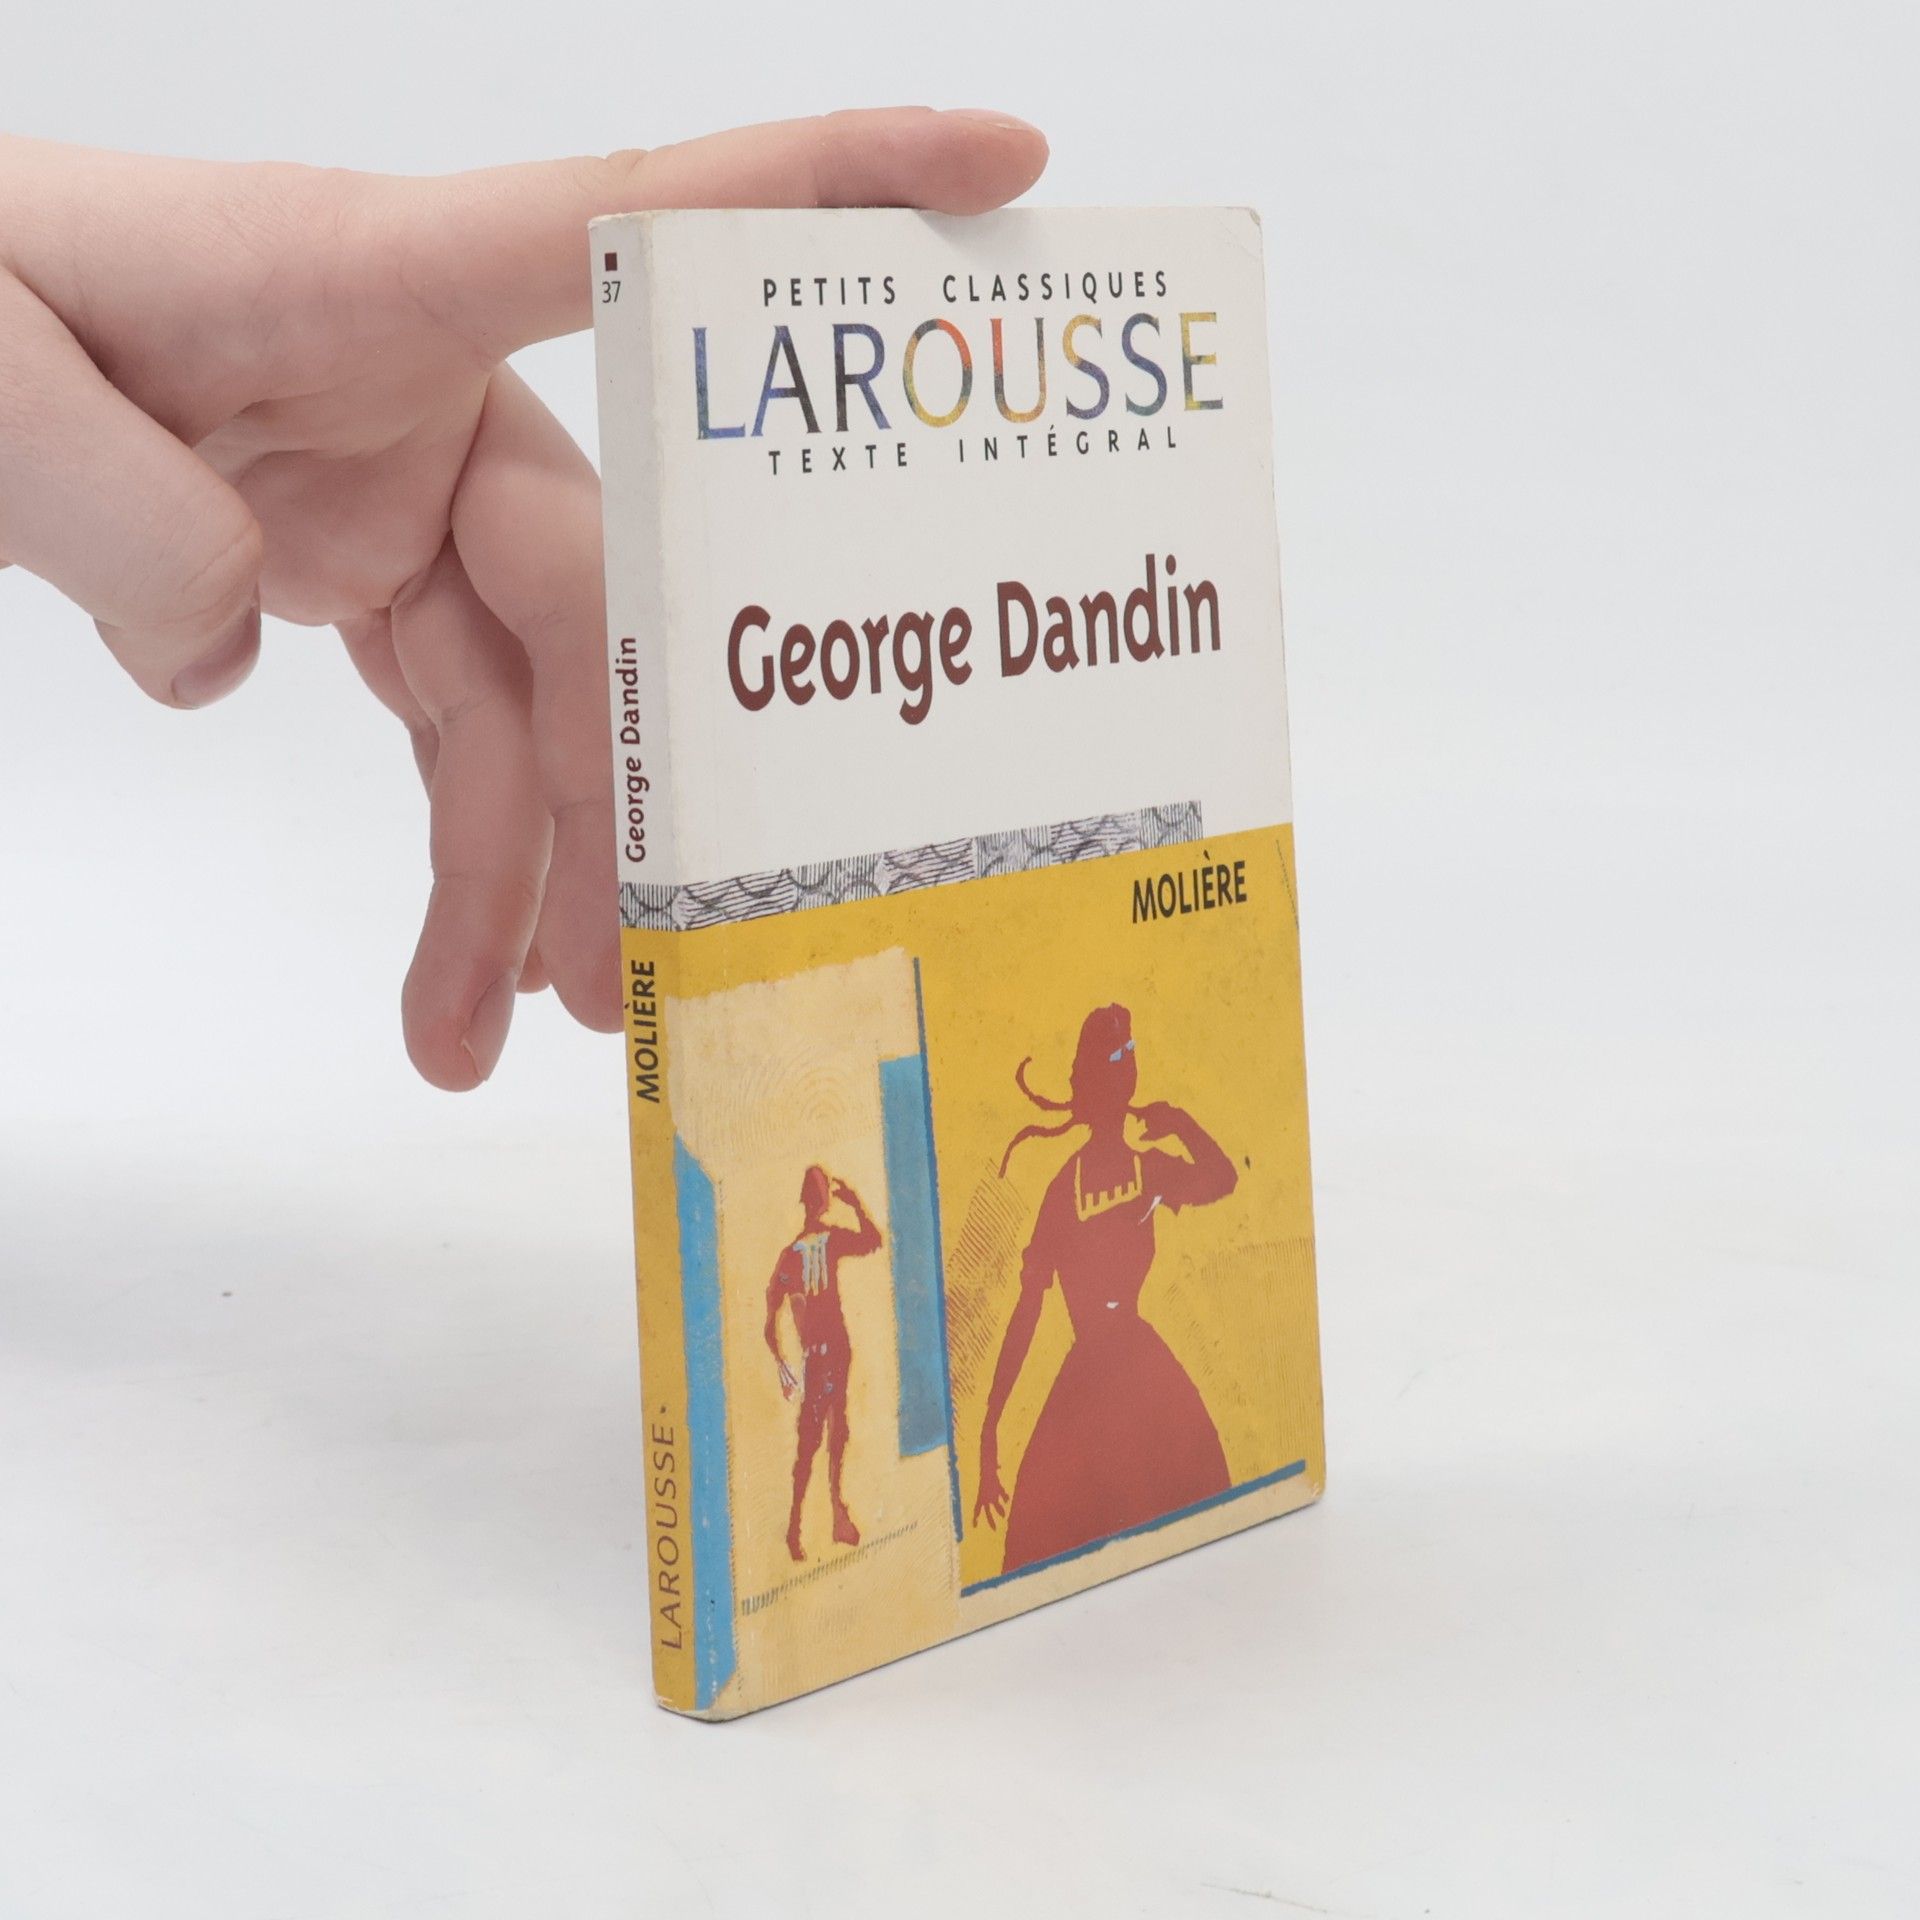 37
George Dandin
MOLIÈRE
LAROUSSE
PETITS CLASSIQUES
LAROUSSE
TEXTE INTÉGRAL
George Dandin
MOLIÈRE